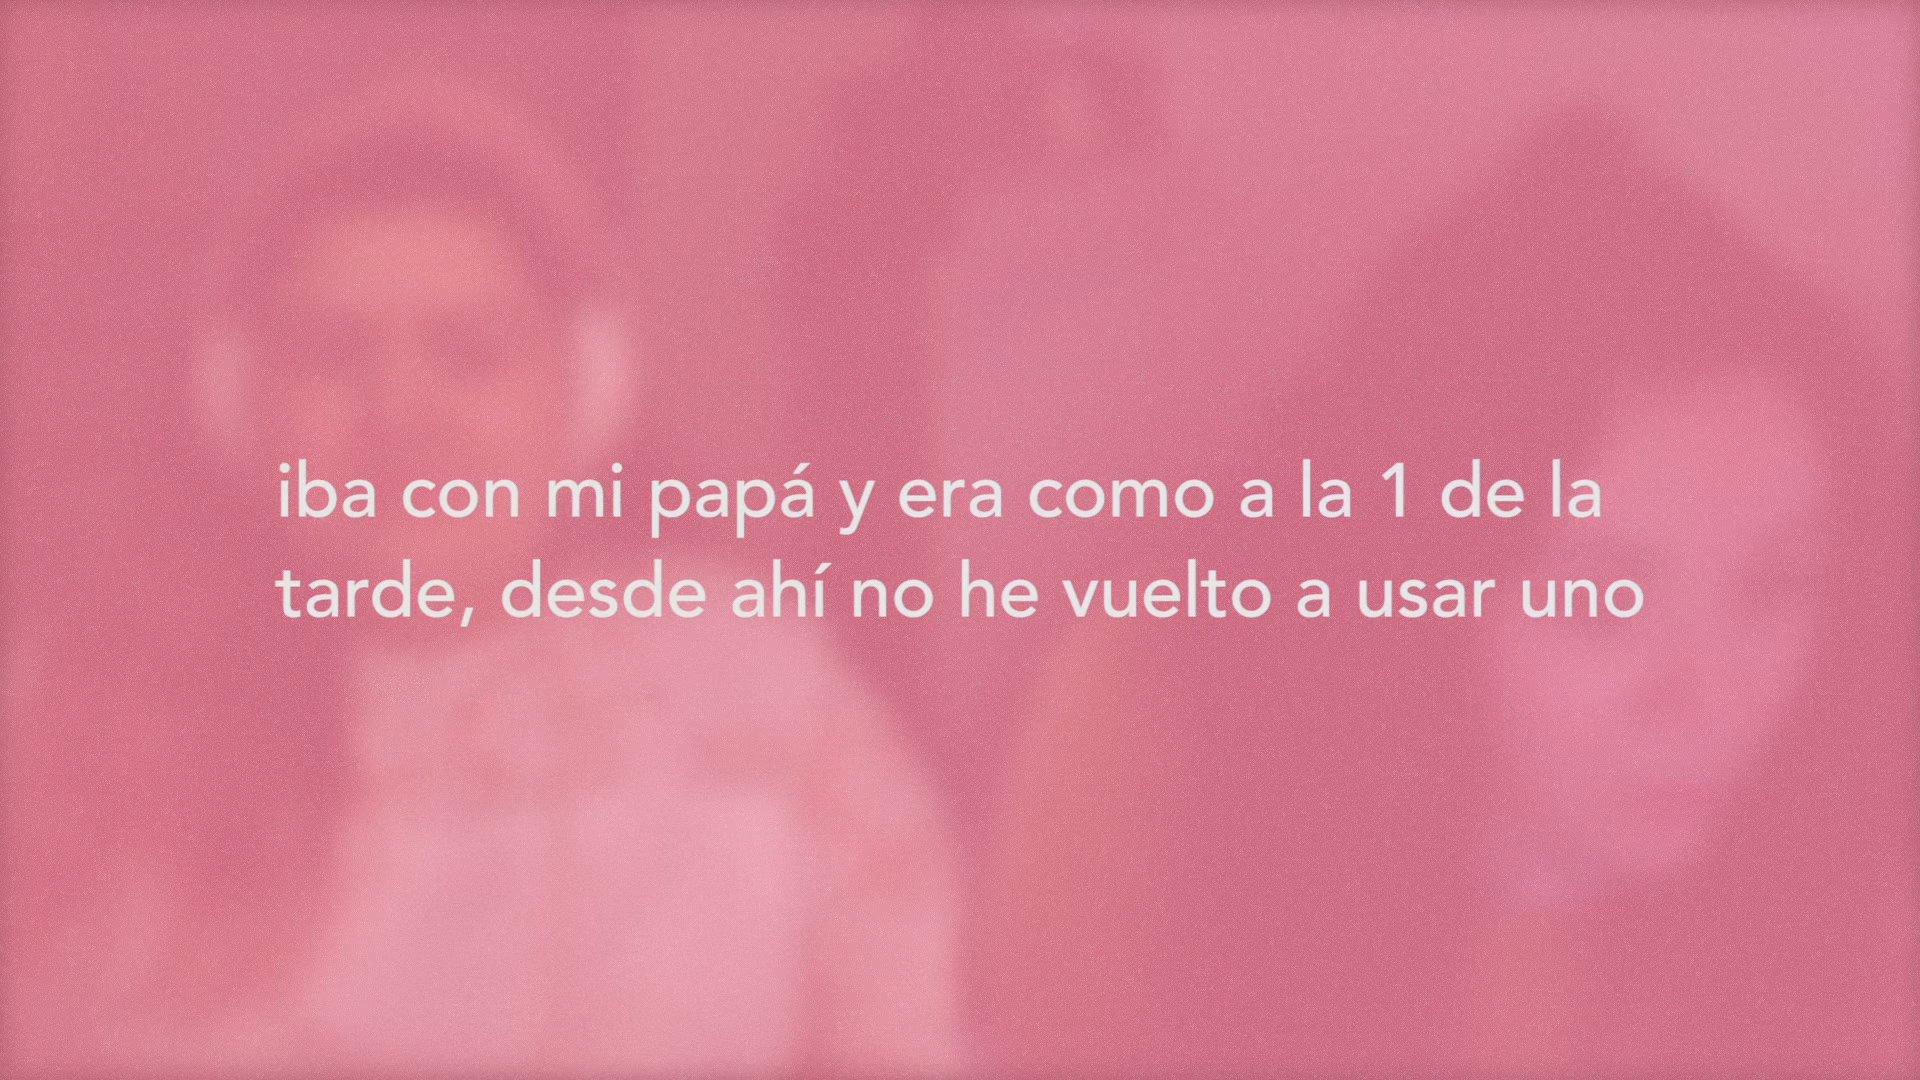 iba con mi papá y era como a la 1 de la
tarde, desde ahí no he vuelto a usar uno